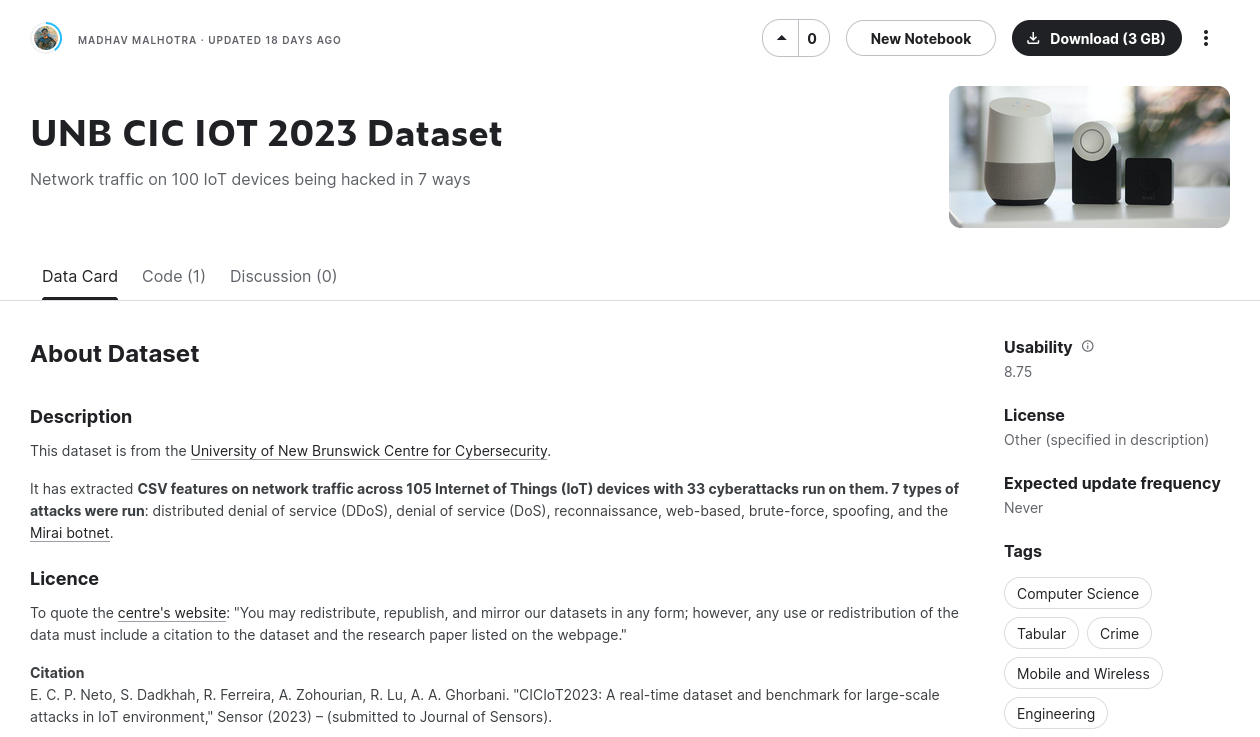 MADHAV MALHOTRA · UPDATED 18 DAYS AGO
0
New Notebook
Download (3 GB)
UNB CIC IOT 2023 Dataset
Network traffic on 100 IoT devices being hacked in 7 ways
Data Card
Code (1)
Discussion (0)
About Dataset
Description
This dataset is from the University of New Brunswick Centre for Cybersecurity.
It has extracted CSV features on network traffic across 105 Internet of Things (IoT) devices with 33 cyberattacks run on them. 7 types of
attacks were run: distributed denial of service (DDoS), denial of service (DoS), reconnaissance, web-based, brute-force, spoofing, and the
Mirai botnet.
Licence
To quote the centre's website: "You may redistribute, republish, and mirror our datasets in any form; however, any use or redistribution of the
data must include a citation to the dataset and the research paper listed on the webpage."
Citation
E. C. P. Neto, S. Dadkhah, R. Ferreira, A. Zohourian, R. Lu, A. A. Ghorbani. "CICIoT2023: A real-time dataset and benchmark for large-scale
attacks in IoT environment," Sensor (2023) – (submitted to Journal of Sensors).
Usability
8.75
License
Other (specified in description)
Expected update frequency
Never
Tags
Computer Science
Tabular
Crime
Mobile and Wireless
Engineering